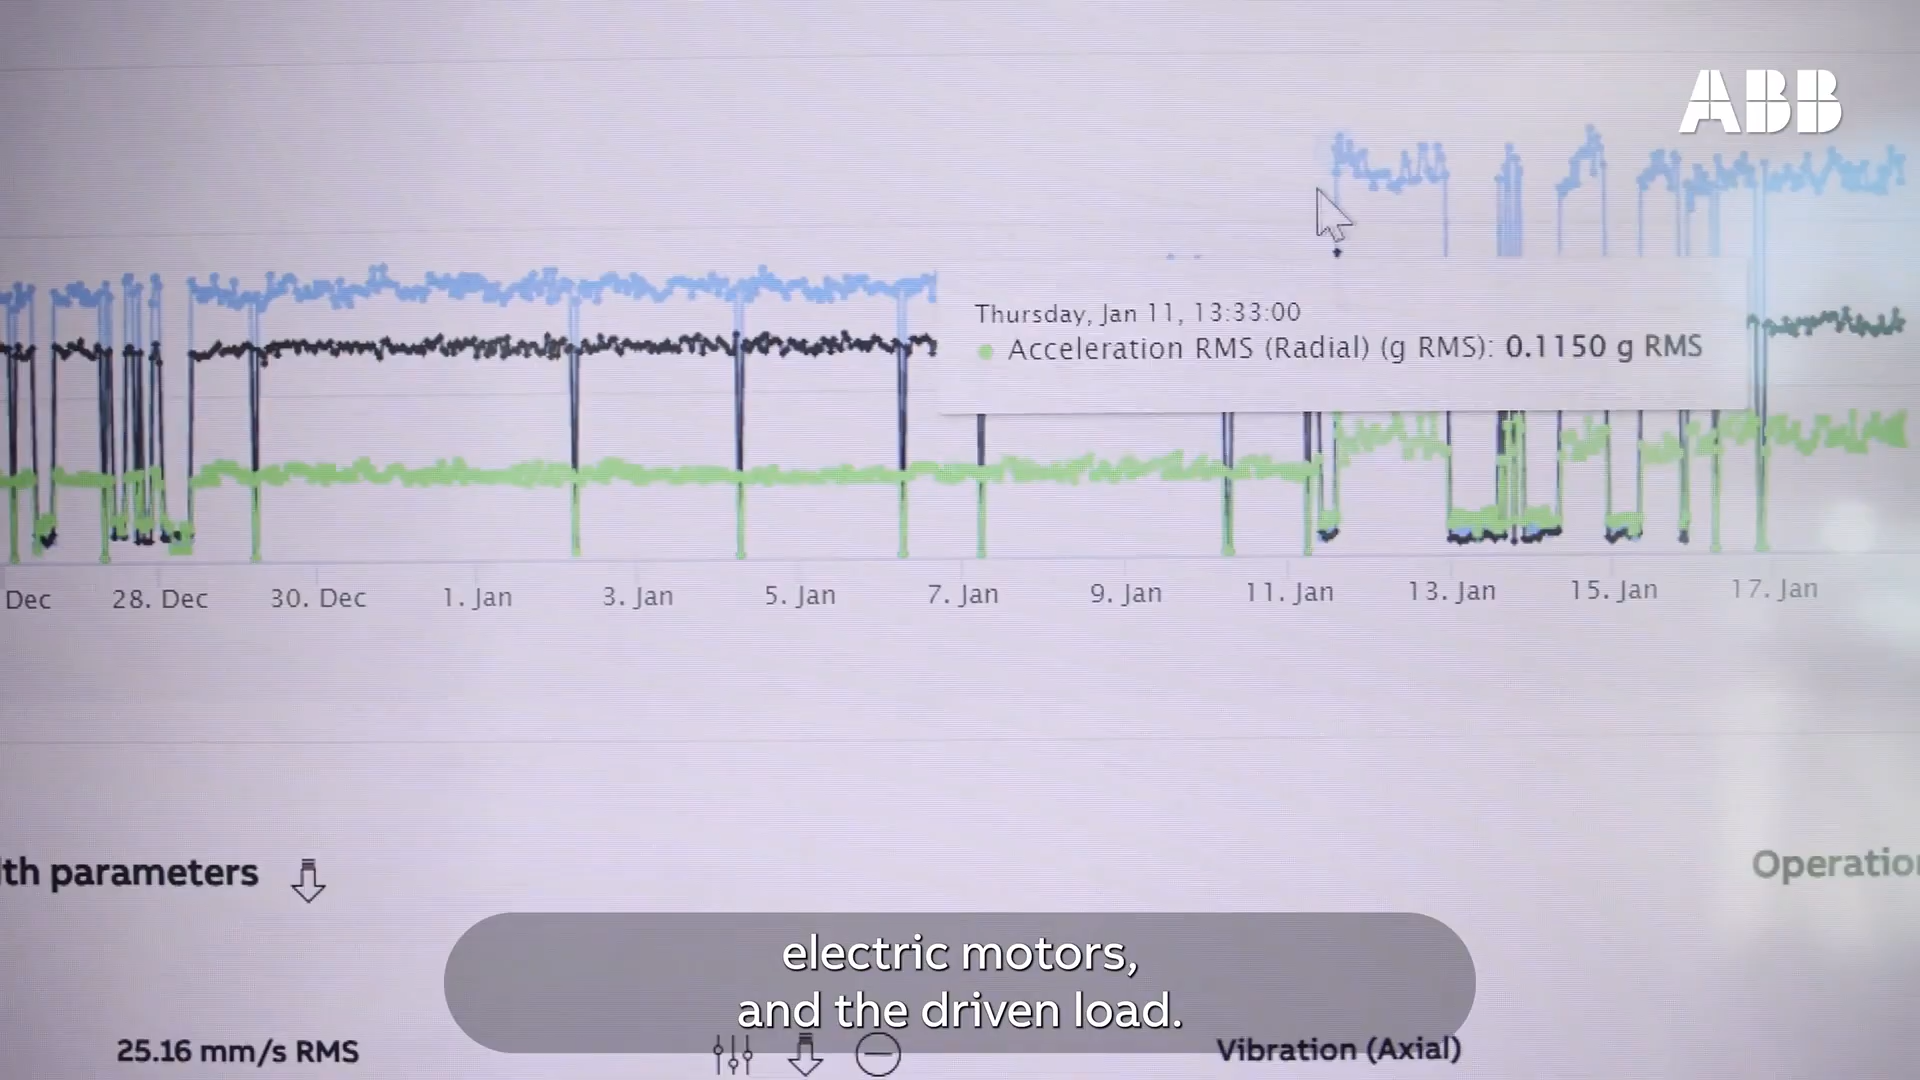 ABB
Thursday, Jan 11, 13:33:00
Acceleration RMS (Radial) (g RMS): 0.1150 g RMS
Dec 28. Dec 30. Dec 1. Jan 3. Jan 5. Jan 7. Jan 9. Jan 11. Jan 13. Jan 15. Jan 17. Jan
lth parameters
Operation
electric motors,
and the driven load.
25.16 mm/s RMS
Vibration (Axial)